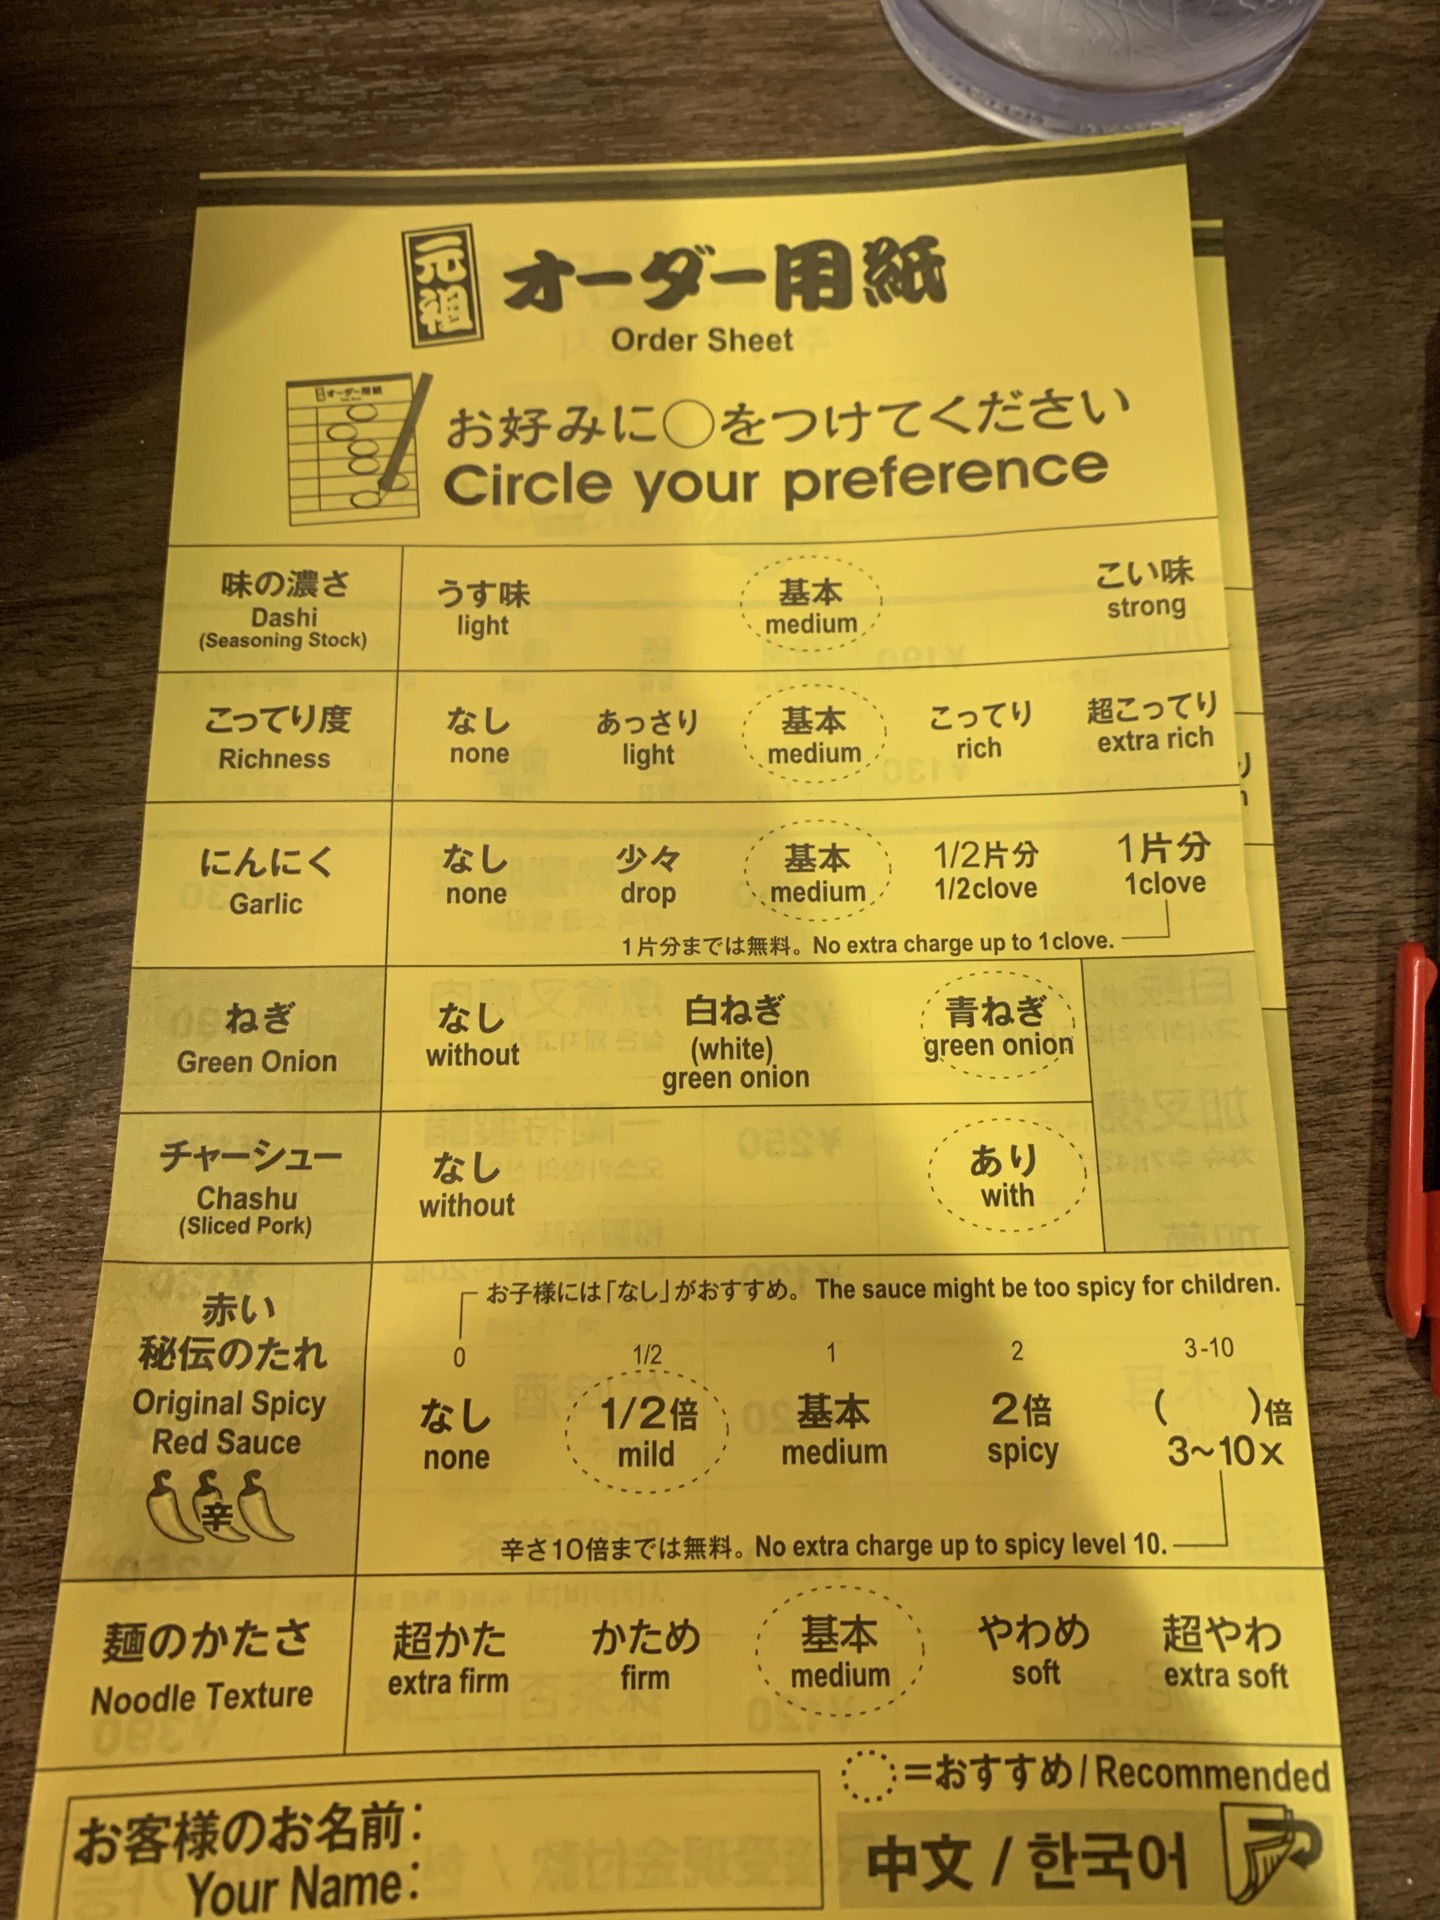 元祖 オーダー用紙
Order Sheet
お好みに○をつけてください
Circle your preference
味の濃さ
Dashi
(Seasoning Stock)
うす味
light
基本
medium
こい味
strong
こってり度
Richness
なし
none
あっさり
light
基本
medium
こってり
rich
超こってり
extra rich
にんにく
Garlic
なし
none
少々
drop
基本
medium
1/2片分
1/2clove
1片分
1clove
1片分までは無料。No extra charge up to 1clove.
ねぎ
Green Onion
なし
without
白ねぎ
(white)
green onion
青ねぎ
green onion
チャーシュー
Chashu
(Sliced Pork)
なし
without
あり
with
赤い
秘伝のたれ
Original Spicy
Red Sauce
辛
お子様には「なし」がおすすめ。The sauce might be too spicy for children.
0
なし
none
1/2
1/2倍
mild
1
基本
medium
2
2倍
spicy
3-10
( )倍
3~10x
辛さ10倍までは無料。No extra charge up to spicy level 10.
麺のかたさ
Noodle Texture
超かた
extra firm
かため
firm
基本
medium
やわめ
soft
超やわ
extra soft
=おすすめ/Recommended
お客様のお名前:
Your Name:
中文 / 한국어